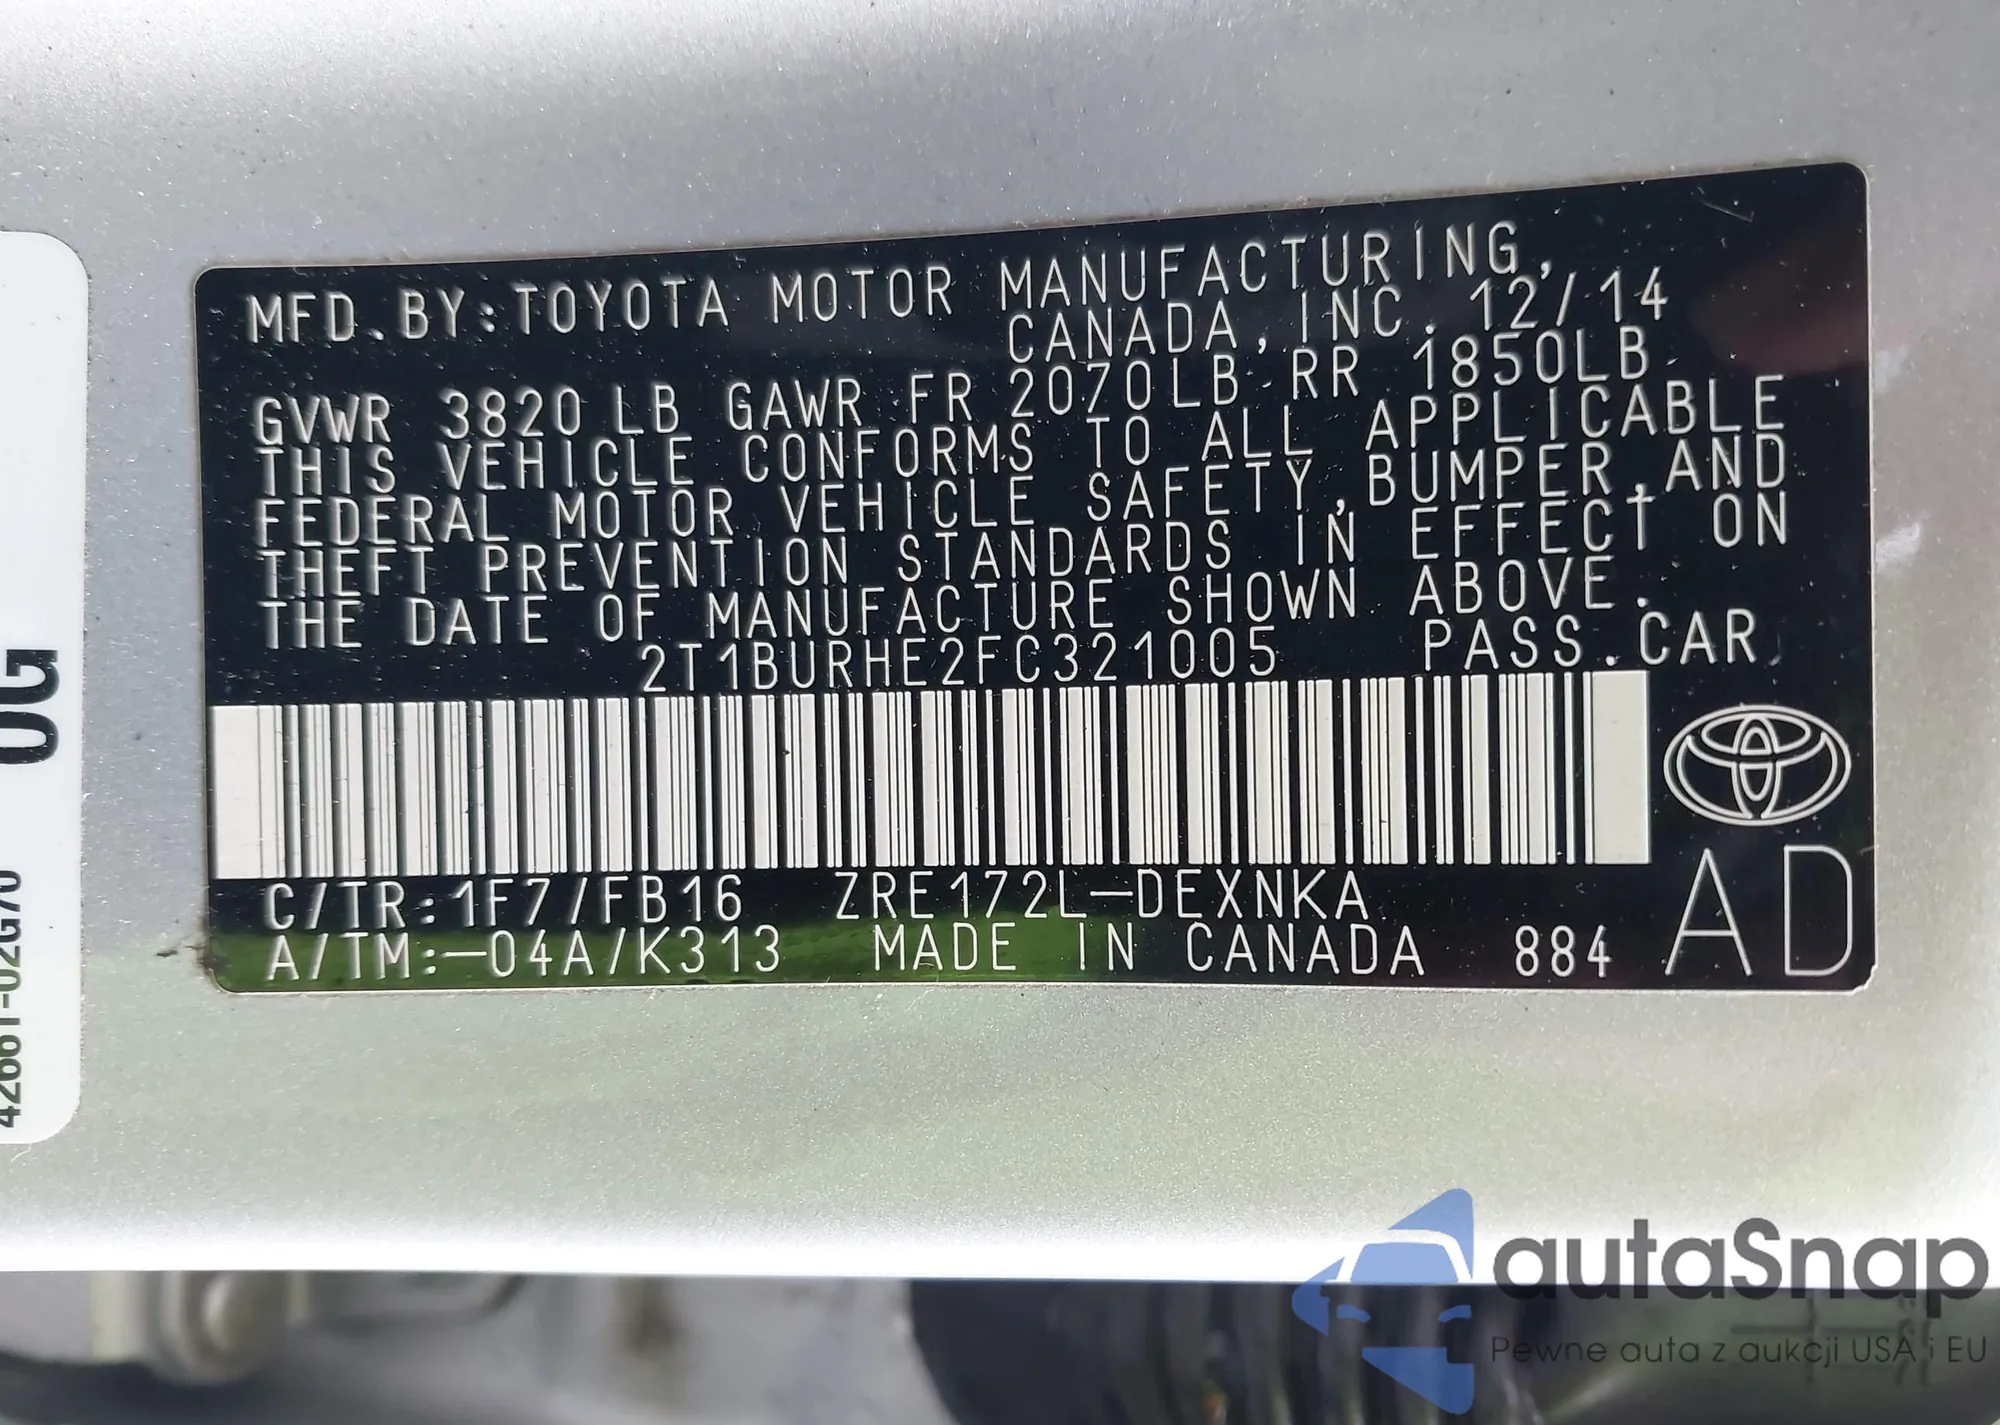 MFD.BY:TOYOTA MOTOR MANUFACTURING,
CANADA,INC. 12/14
GVWR 3820 LB GAWR FR 2070LB RR 1850LB
THIS VEHICLE CONFORMS TO ALL APPLICABLE
FEDERAL MOTOR VEHICLE SAFETY,BUMPER,AND
THEFT PREVENTION STANDARDS IN EFFECT ON
THE DATE OF MANUFACTURE SHOWN ABOVE.
2T1BURHE2FC321005 PASS.CAR
C/TR:1F7/FB16 ZRE172L-DEXNKA
A/TM:-04A/K313 MADE IN CANADA 884
AD
0G
42661-02G70
autoSnap
Pewne auta z aukcji USA i EU